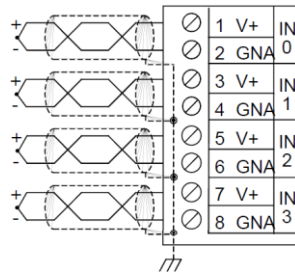 + 1 V+ IN
- 2 GNA 0
+ 3 V+ IN
- 4 GNA 1
+ 5 V+ IN
- 6 GNA 2
+ 7 V+ IN
- 8 GNA 3